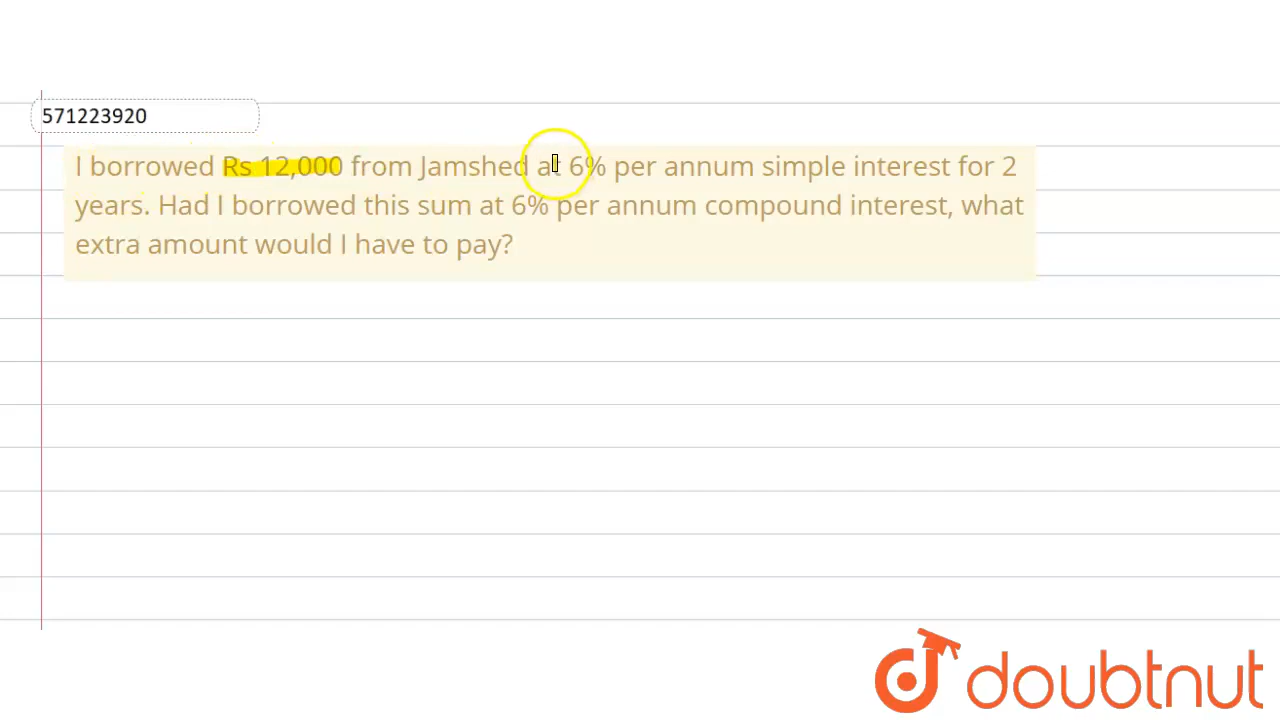 571223920
I borrowed Rs 12,000 from Jamshed at 6% per annum simple interest for 2
years. Had I borrowed this sum at 6% per annum compound interest, what
extra amount would I have to pay?
doubtnut